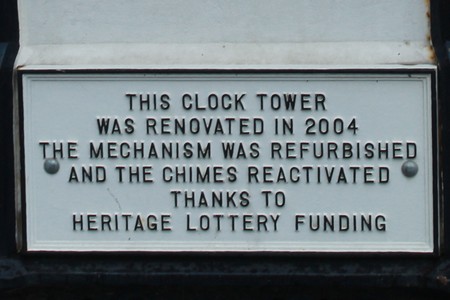 THIS CLOCK TOWER
WAS RENOVATED IN 2004
THE MECHANISM WAS REFURBISHED
AND THE CHIMES REACTIVATED
THANKS TO
HERITAGE LOTTERY FUNDING